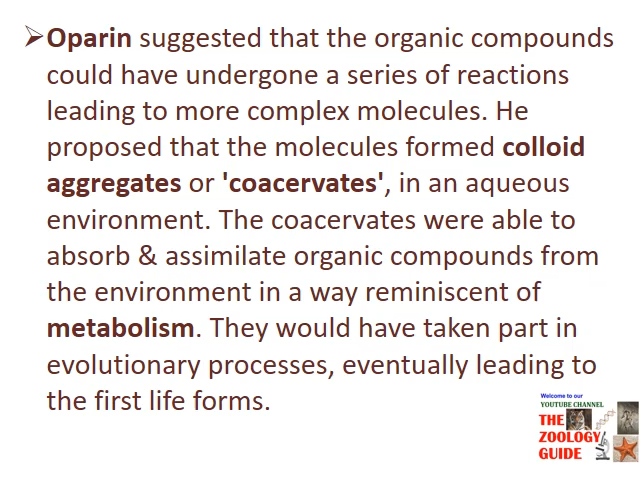 ➢Oparin suggested that the organic compounds
could have undergone a series of reactions
leading to more complex molecules. He
proposed that the molecules formed colloid
aggregates or 'coacervates', in an aqueous
environment. The coacervates were able to
absorb & assimilate organic compounds from
the environment in a way reminiscent of
metabolism. They would have taken part in
evolutionary processes, eventually leading to
the first life forms.
Welcome to our
YOUTUBE CHANNEL
THE
ZOOLOGY
GUIDE